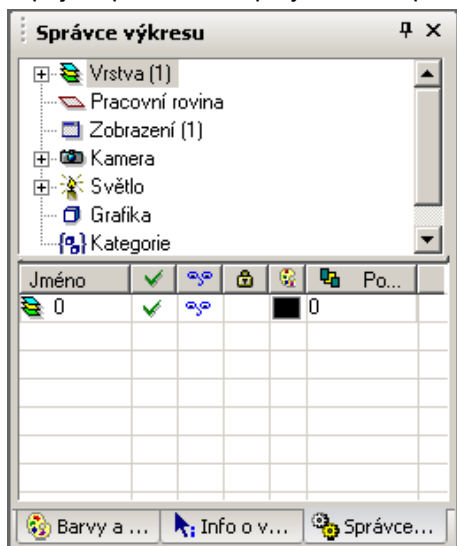 Správce výkresu
Vrstva (1)
Pracovní rovina
Zobrazení (1)
Kamera
Světlo
Grafika
Kategorie
Jméno Po...
0 0
Barvy a ... Info o v... Správce...